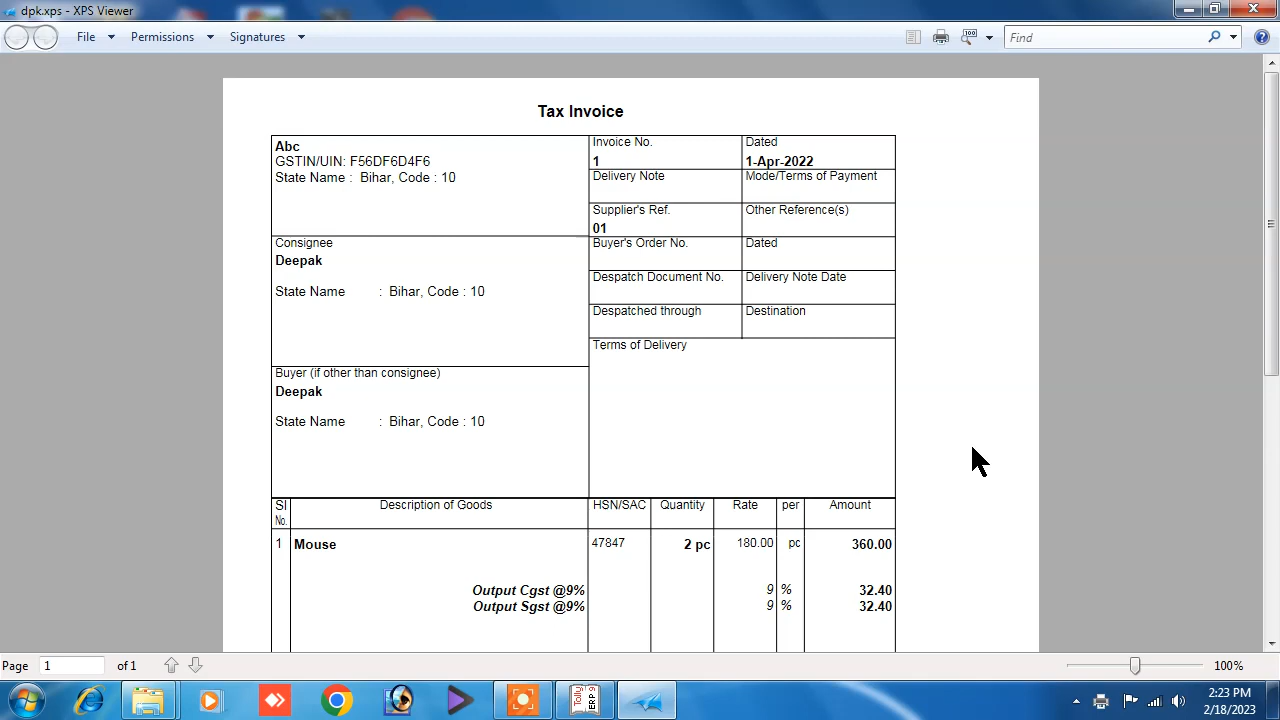 dpk.xps - XPS Viewer
File Permissions Signatures
100
Find
Tax Invoice
Abc
GSTIN/UIN: F56DF6D4F6
State Name : Bihar, Code : 10
Invoice No.
1
Dated
1-Apr-2022
Delivery Note
Mode/Terms of Payment
Supplier's Ref.
01
Other Reference(s)
Consignee
Deepak
State Name : Bihar, Code : 10
Buyer's Order No.
Dated
Despatch Document No.
Delivery Note Date
Despatched through
Destination
Terms of Delivery
Buyer (if other than consignee)
Deepak
State Name : Bihar, Code : 10
Sl No. Description of Goods HSN/SAC Quantity Rate per Amount
1 Mouse 47847 2 pc 180.00 pc 360.00
Output Cgst @9% 9 % 32.40
Output Sgst @9% 9 % 32.40
Page 1 of 1
100%
Tally ERP 9
2:23 PM
2/18/2023